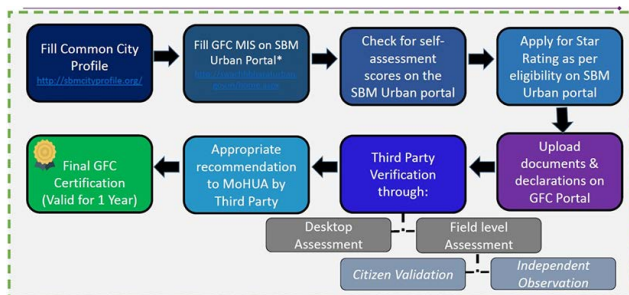 Fill Common City
Profile
http://sbmcityprofile.org/
Fill GFC MIS on SBM
Urban Portal*
Check for self-
assessment
scores on the
SBM Urban portal
Apply for Star
Rating as per
eligibility on SBM
Urban portal
Final GFC
Certification
(Valid for 1 Year)
Appropriate
recommendation
to MoHUA by
Third Party
Third Party
Verification
through:
Upload
documents &
declarations on
GFC Portal
Desktop
Assessment
Field level
Assessment
Citizen Validation
Independent
Observation